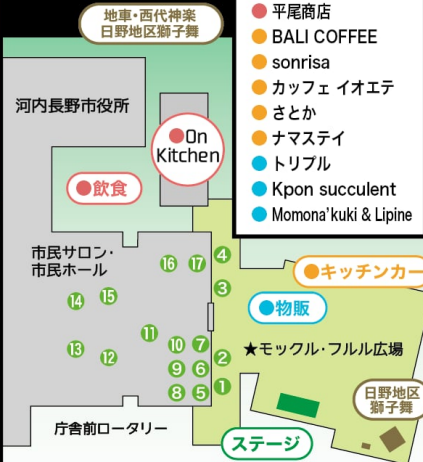 地車・西代神楽
日野地区獅子舞
●平尾商店
●BALI COFFEE
●sonrisa
●カッフェ イオエテ
●さとか
●ナマステイ
●トリプル
●Kpon succulent
●Momona'kuki & Lipine
河内長野市役所
●On
Kitchen
●飲食
市民サロン・
市民ホール
⑯ ⑰ ④
●キッチンカー
③
⑭ ⑮
●物販
⑪
⑬ ⑫ ⑩ ⑦ ②
★モックル・フルル広場
⑨ ⑥
⑧ ⑤ ①
日野地区
獅子舞
庁舎前ロータリー
ステージ